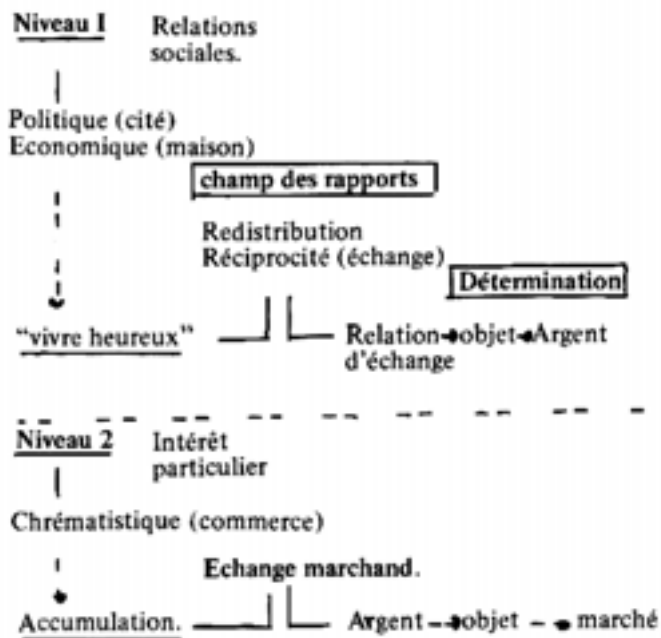 Niveau I Relations
sociales.
Politique (cité)
Economique (maison)
champ des rapports
Redistribution
Réciprocité (échange)
Détermination
"vivre heureux" Relation objet Argent
d'échange
Niveau 2 Intérêt
particulier
Chrématistique (commerce)
Echange marchand.
Accumulation. Argent objet marché